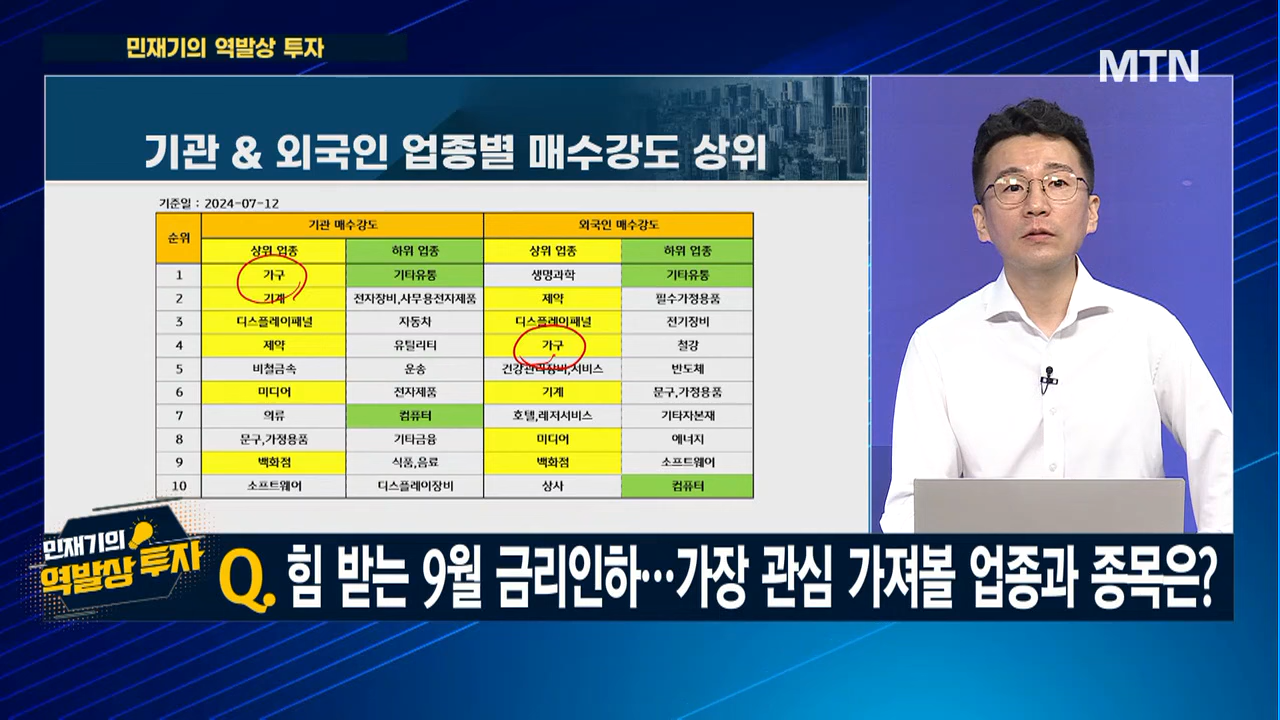 민재기의 역발상 투자
MTN
기관 & 외국인 업종별 매수강도 상위
기준일 : 2024-07-12
순위 기관 매수강도 외국인 매수강도
상위 업종 하위 업종 상위 업종 하위 업종
1 가구 기타유통 생명과학 기타유통
2 기계 전자장비,사무용전자제품 제약 필수가정용품
3 디스플레이패널 자동차 디스플레이패널 전기장비
4 제약 유틸리티 가구 철강
5 비철금속 운송 건강관리장비,서비스 반도체
6 미디어 전자제품 기계 문구,가정용품
7 의류 컴퓨터 호텔,레저서비스 기타자본재
8 문구,가정용품 기타금융 미디어 에너지
9 백화점 식품,음료 백화점 소프트웨어
10 소프트웨어 디스플레이장비 상사 컴퓨터
민재기의
역발상 투자
Q. 힘 받는 9월 금리인하…가장 관심 가져볼 업종과 종목은?